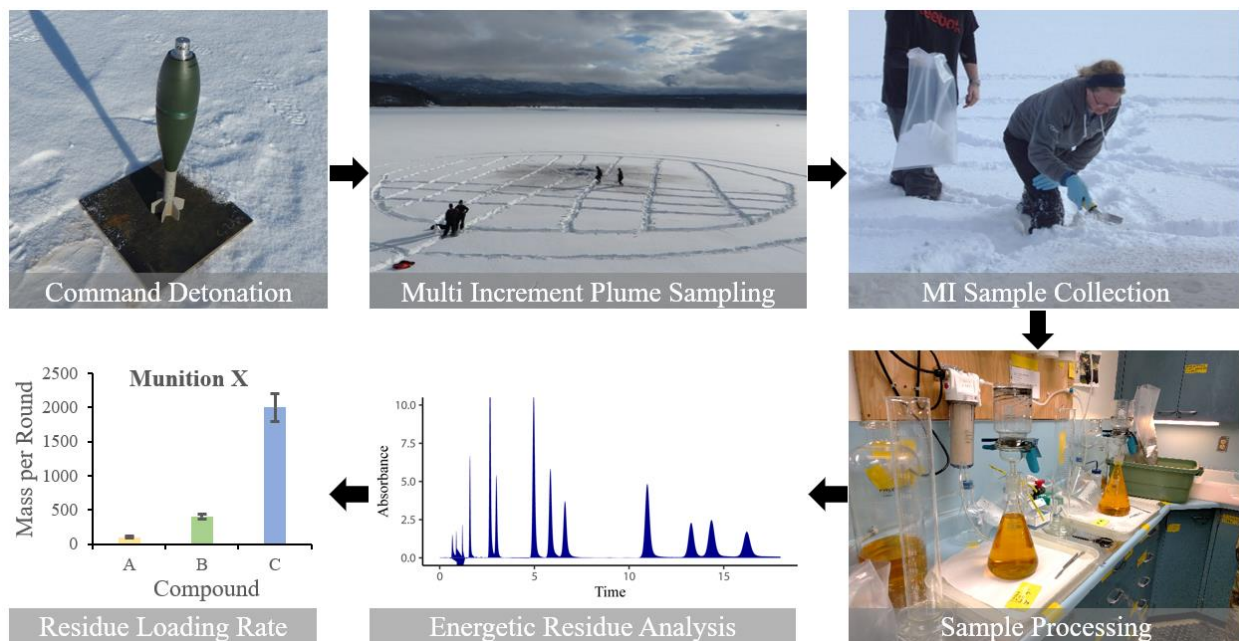 Command Detonation
Multi Increment Plume Sampling
Reebok
MI Sample Collection
2500
2000
1500
1000
500
0
Mass per Round
Munition X
A
B
C
Compound
Residue Loading Rate
10.0
7.5
5.0
2.5
0.0
Absorbance
0
5
10
15
Time
Energetic Residue Analysis
Sample Processing